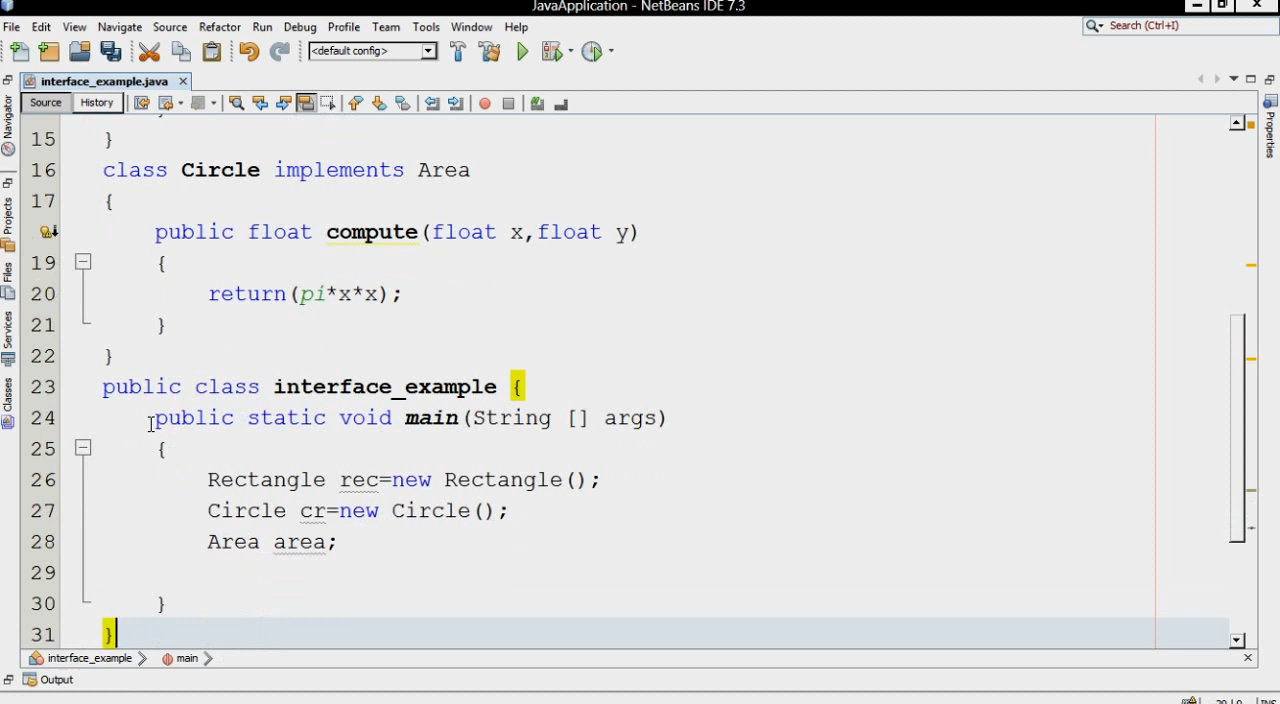 JavaApplication - NetBeans IDE 7.3
File Edit View Navigate Source Refactor Run Debug Profile Team Tools Window Help
Search (Ctrl+I)
<default config>
interface_example.java
Source History
Navigator
Projects
Files
Services
Classes
Properties
15 }
16 class Circle implements Area
17 {
public float compute(float x,float y)
19 {
20 return(pi*x*x);
21 }
22 }
23 public class interface_example {
24 public static void main(String [] args)
25 {
26 Rectangle rec=new Rectangle();
27 Circle cr=new Circle();
28 Area area;
29
30 }
31 }
interface_example main
Output